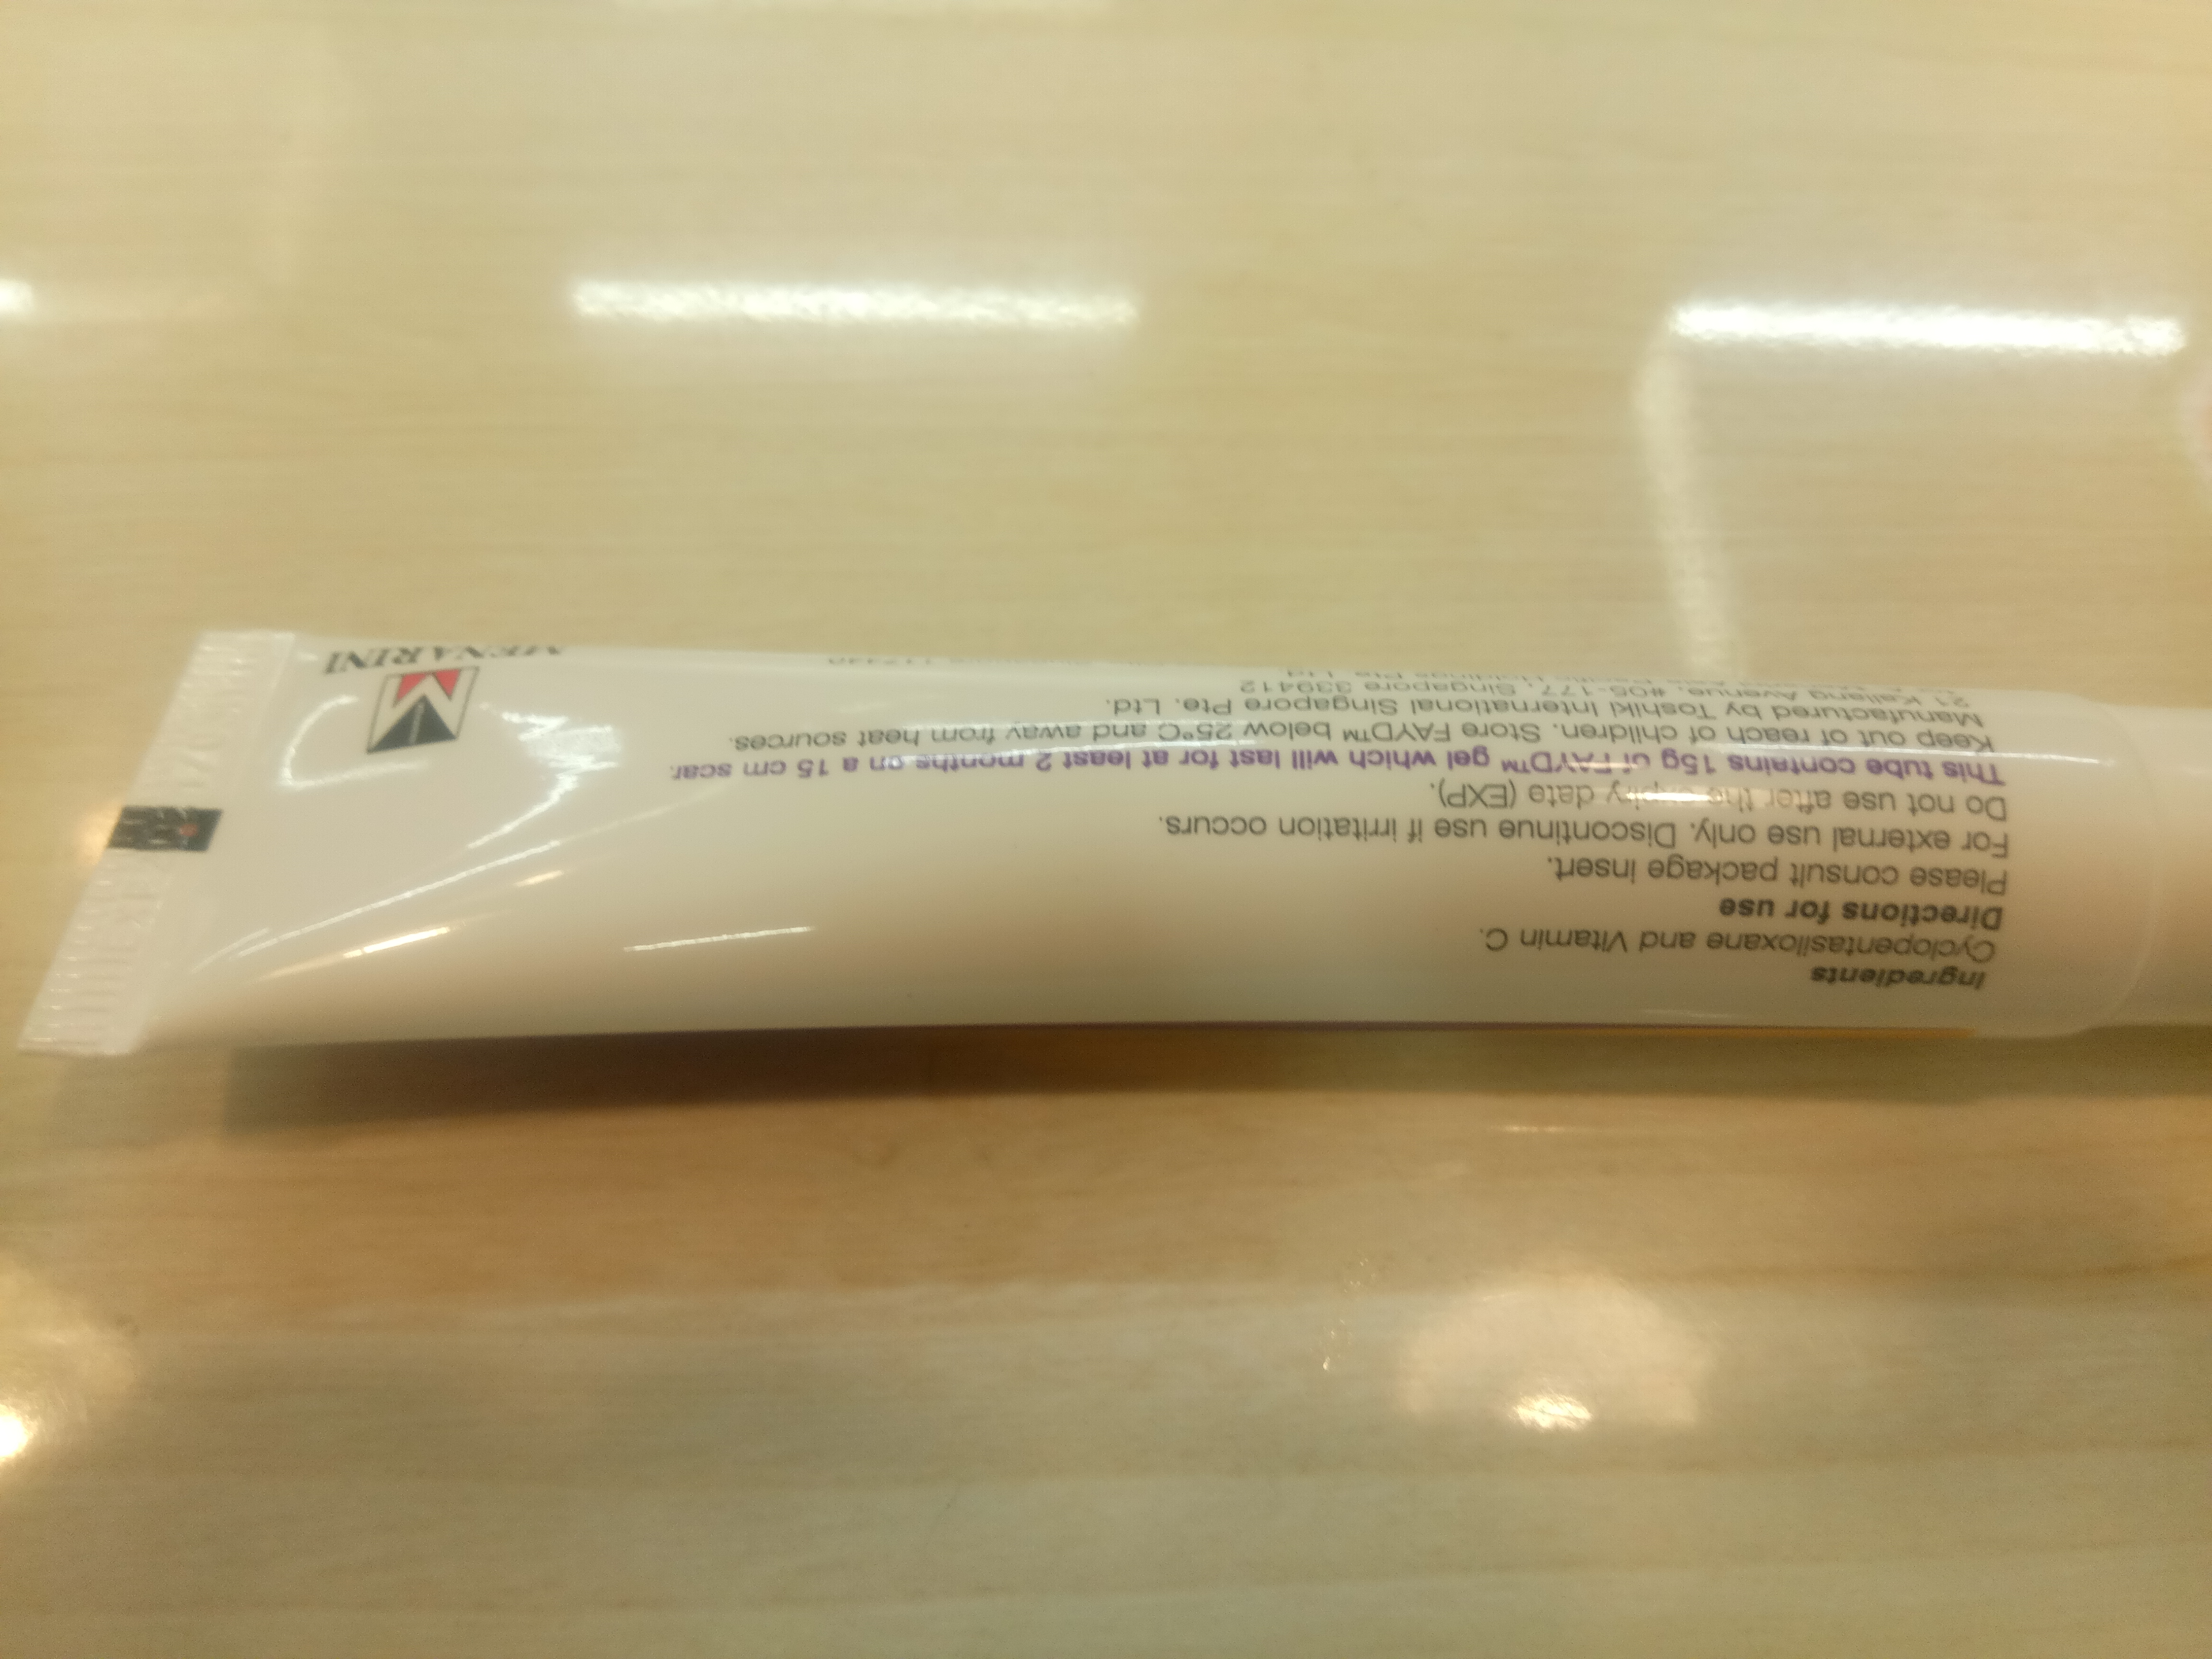 Ingredients
Cyclopentasiloxane and Vitamin C.
Directions for use
Please consult package insert.
For external use only. Discontinue use if irritation occurs.
Do not use after the expiry date (EXP).
This tube contains 15g of FAYD™ gel which will last for at least 2 months on a 15 cm scar.
Keep out of reach of children. Store FAYD™ below 25°C and away from heat sources.
Manufactured by Toshiki International Singapore Pte. Ltd.
21 Kallang Avenue, #05-177, Singapore 339412
MENARINI